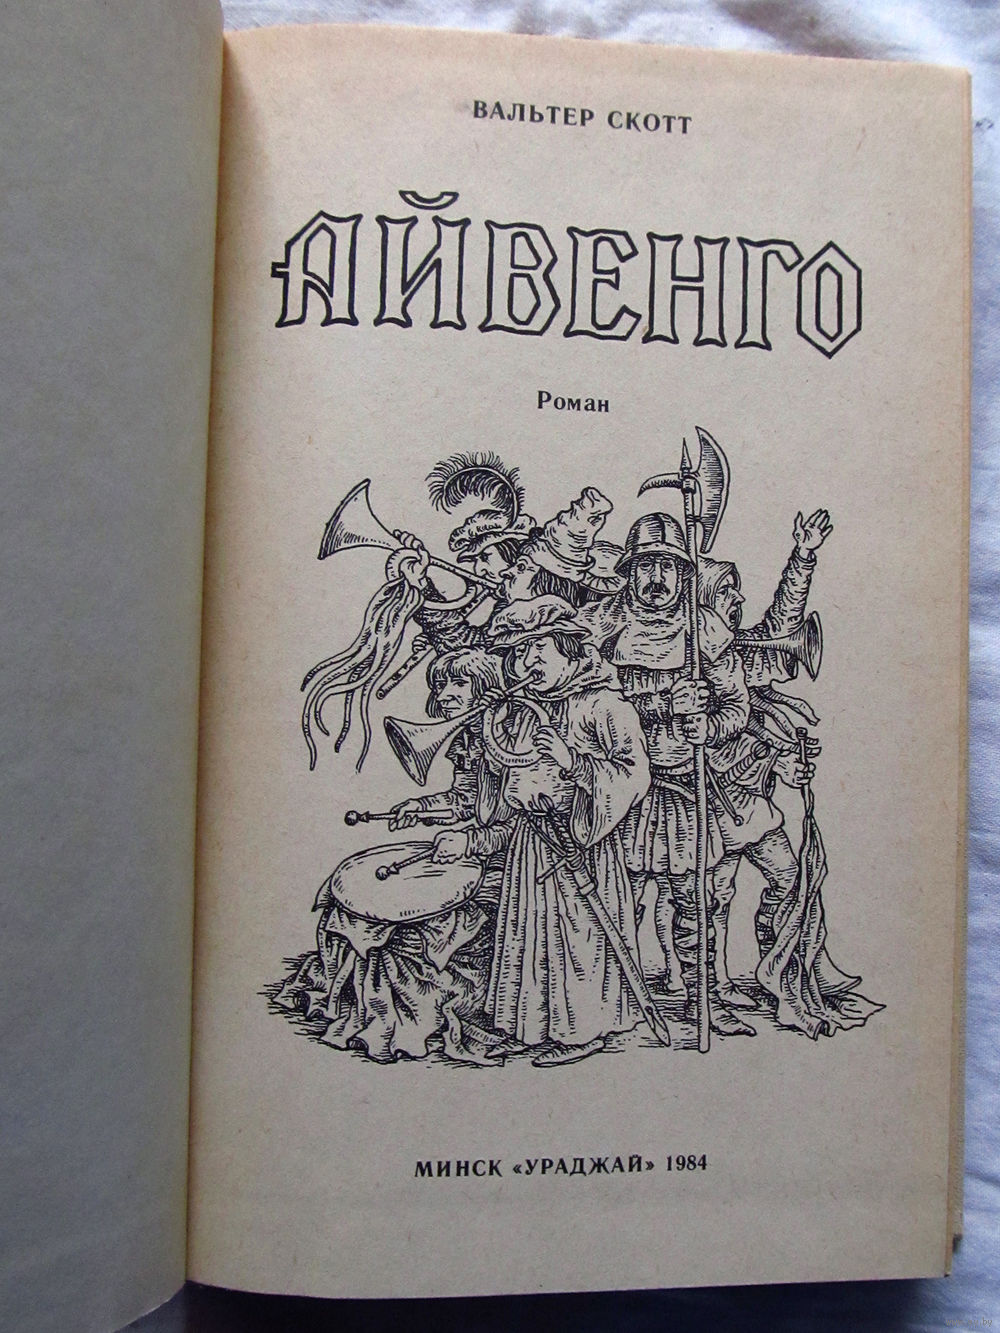 ВАЛЬТЕР СКОТТ
АЙВЕНГО
Роман
МИНСК «УРАДЖАЙ» 1984